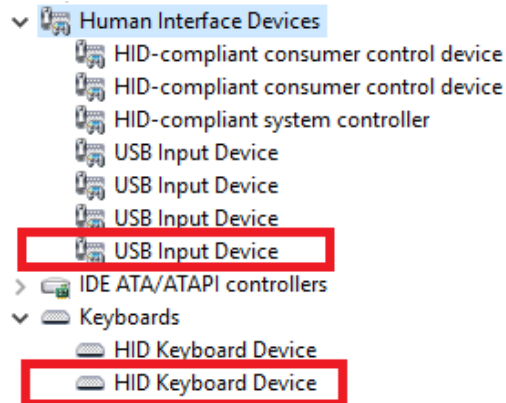 Human Interface Devices
HID-compliant consumer control device
HID-compliant consumer control device
HID-compliant system controller
USB Input Device
USB Input Device
USB Input Device
USB Input Device
IDE ATA/ATAPI controllers
Keyboards
HID Keyboard Device
HID Keyboard Device